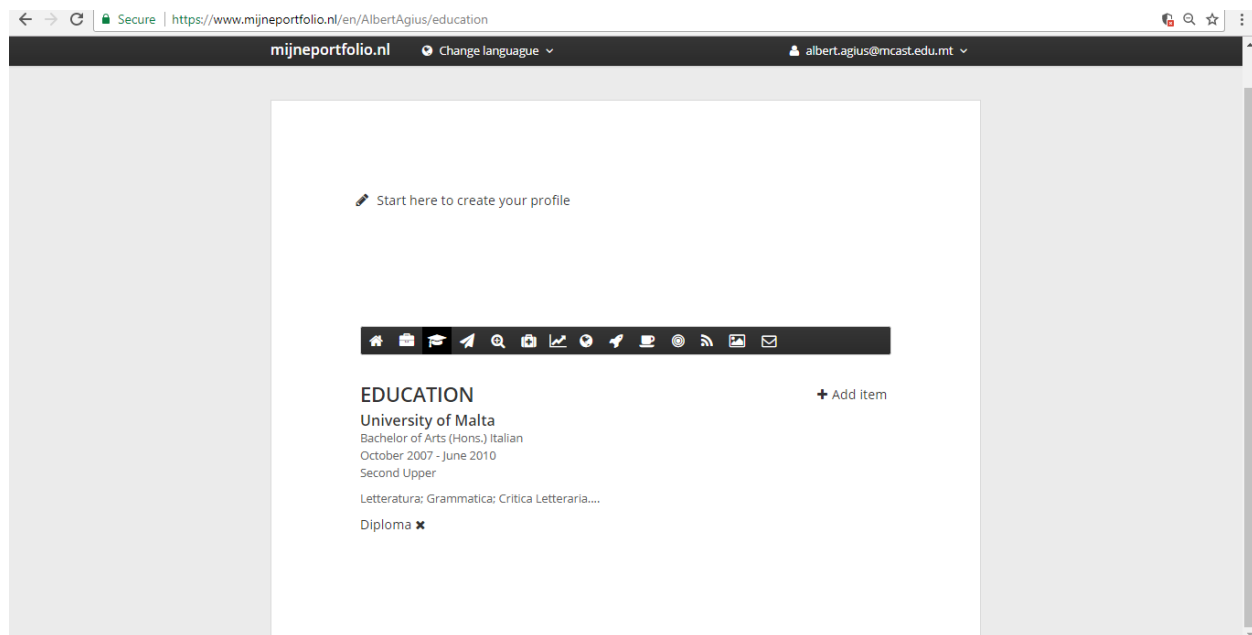 Secure | https://www.mijneportfolio.nl/en/AlbertAgius/education
mijneportfolio.nl Change languague albert.agius@mcast.edu.mt
Start here to create your profile
EDUCATION Add item
University of Malta
Bachelor of Arts (Hons.) Italian
October 2007 - June 2010
Second Upper
Letteratura; Grammatica; Critica Letteraria....
Diploma